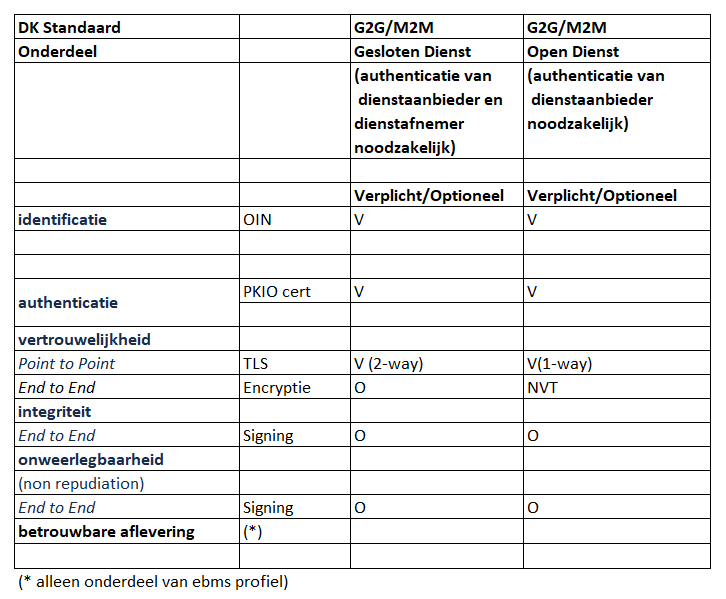 DK Standaard G2G/M2M G2G/M2M
Onderdeel Gesloten Dienst Open Dienst
(authenticatie van (authenticatie van
dienstaanbieder en dienstaanbieder
dienstafnemer noodzakelijk)
noodzakelijk)
Verplicht/Optioneel Verplicht/Optioneel
identificatie OIN V V
authenticatie PKIO cert V V
vertrouwelijkheid
Point to Point TLS V (2-way) V(1-way)
End to End Encryptie O NVT
integriteit
End to End Signing O O
onweerlegbaarheid
(non repudiation)
End to End Signing O O
betrouwbare aflevering (*)
(* alleen onderdeel van ebms profiel)